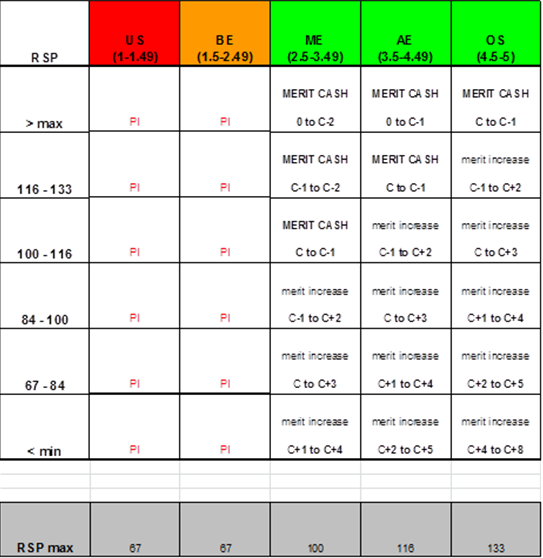 RSP US (1-1.49) BE (1.5-2.49) ME (2.5-3.49) AE (3.5-4.49) OS (4.5-5)
> max PI PI MERIT CASH 0 to C-2 MERIT CASH 0 to C-1 MERIT CASH C to C-1
116 - 133 PI PI MERIT CASH C-1 to C-2 MERIT CASH C to C-1 merit increase C-1 to C+2
100 - 116 PI PI MERIT CASH C to C-1 merit increase C-1 to C+2 merit increase C to C+3
84 - 100 PI PI merit increase C-1 to C+2 merit increase C to C+3 merit increase C+1 to C+4
67 - 84 PI PI merit increase C to C+3 merit increase C+1 to C+4 merit increase C+2 to C+5
< min PI PI merit increase C+1 to C+4 merit increase C+2 to C+5 merit increase C+4 to C+8
RSP max 67 67 100 116 133